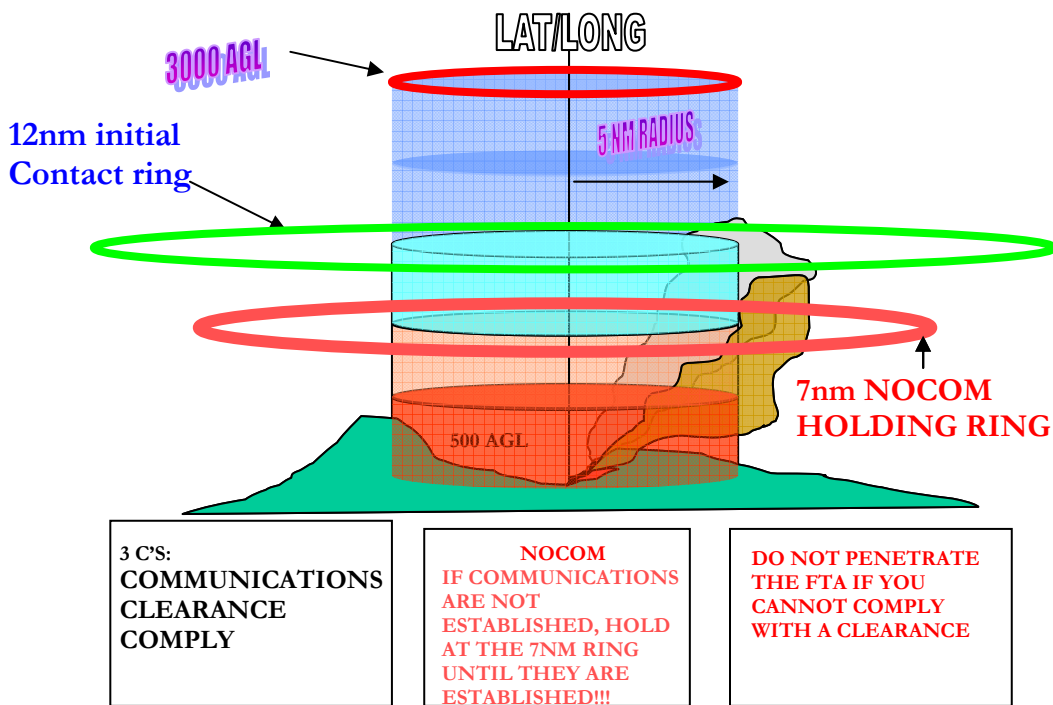 LAT/LONG
3000 AGL
5 NM RADIUS
12nm initial
Contact ring
7nm NOCOM
HOLDING RING
500 AGL
3 C'S:
COMMUNICATIONS
CLEARANCE
COMPLY
NOCOM
IF COMMUNICATIONS
ARE NOT
ESTABLISHED, HOLD
AT THE 7NM RING
UNTIL THEY ARE
ESTABLISHED!!!
DO NOT PENETRATE
THE FTA IF YOU
CANNOT COMPLY
WITH A CLEARANCE